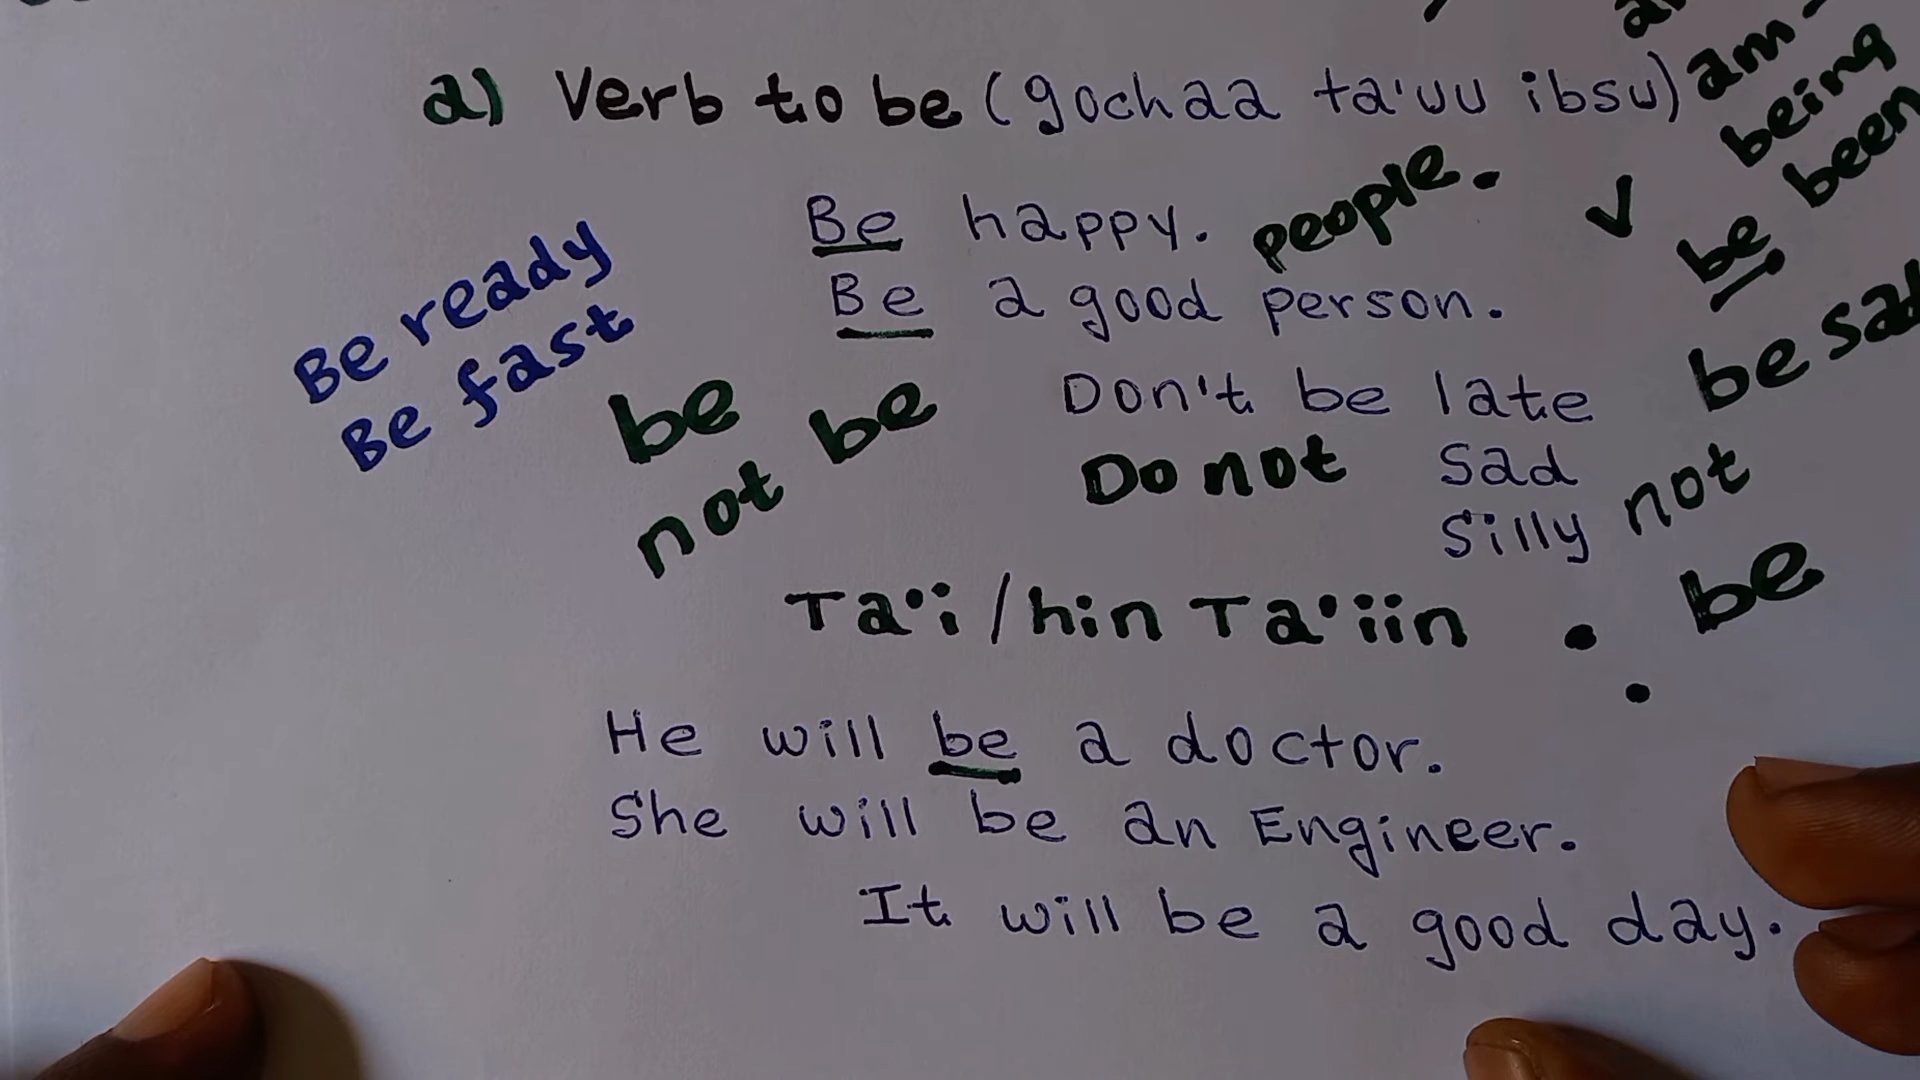 a) Verb to be (gochaa ta'uu ibsu)
am
being
been
be
Be happy. people.
Be a good person.
Be ready
Be fast
be
not be
Don't be late
be sad
Do not sad
silly
not
be
Ta'i/hin Ta'iin
He will be a doctor.
She will be an Engineer.
It will be a good day.